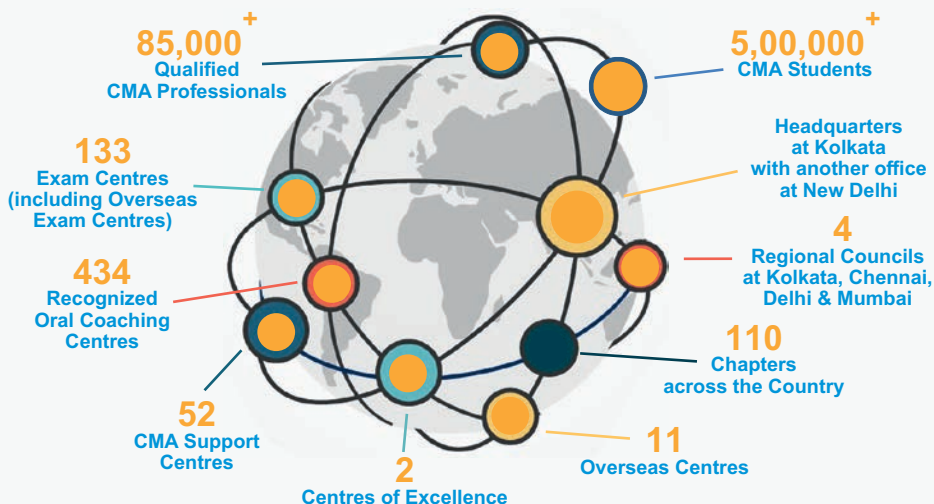 85,000+
Qualified
CMA Professionals
5,00,000+
CMA Students
133
Exam Centres
(including Overseas
Exam Centres)
Headquarters
at Kolkata
with another office
at New Delhi
434
Recognized
Oral Coaching
Centres
4
Regional Councils
at Kolkata, Chennai,
Delhi & Mumbai
110
Chapters
across the Country
52
CMA Support
Centres
2
Centres of Excellence
11
Overseas Centres